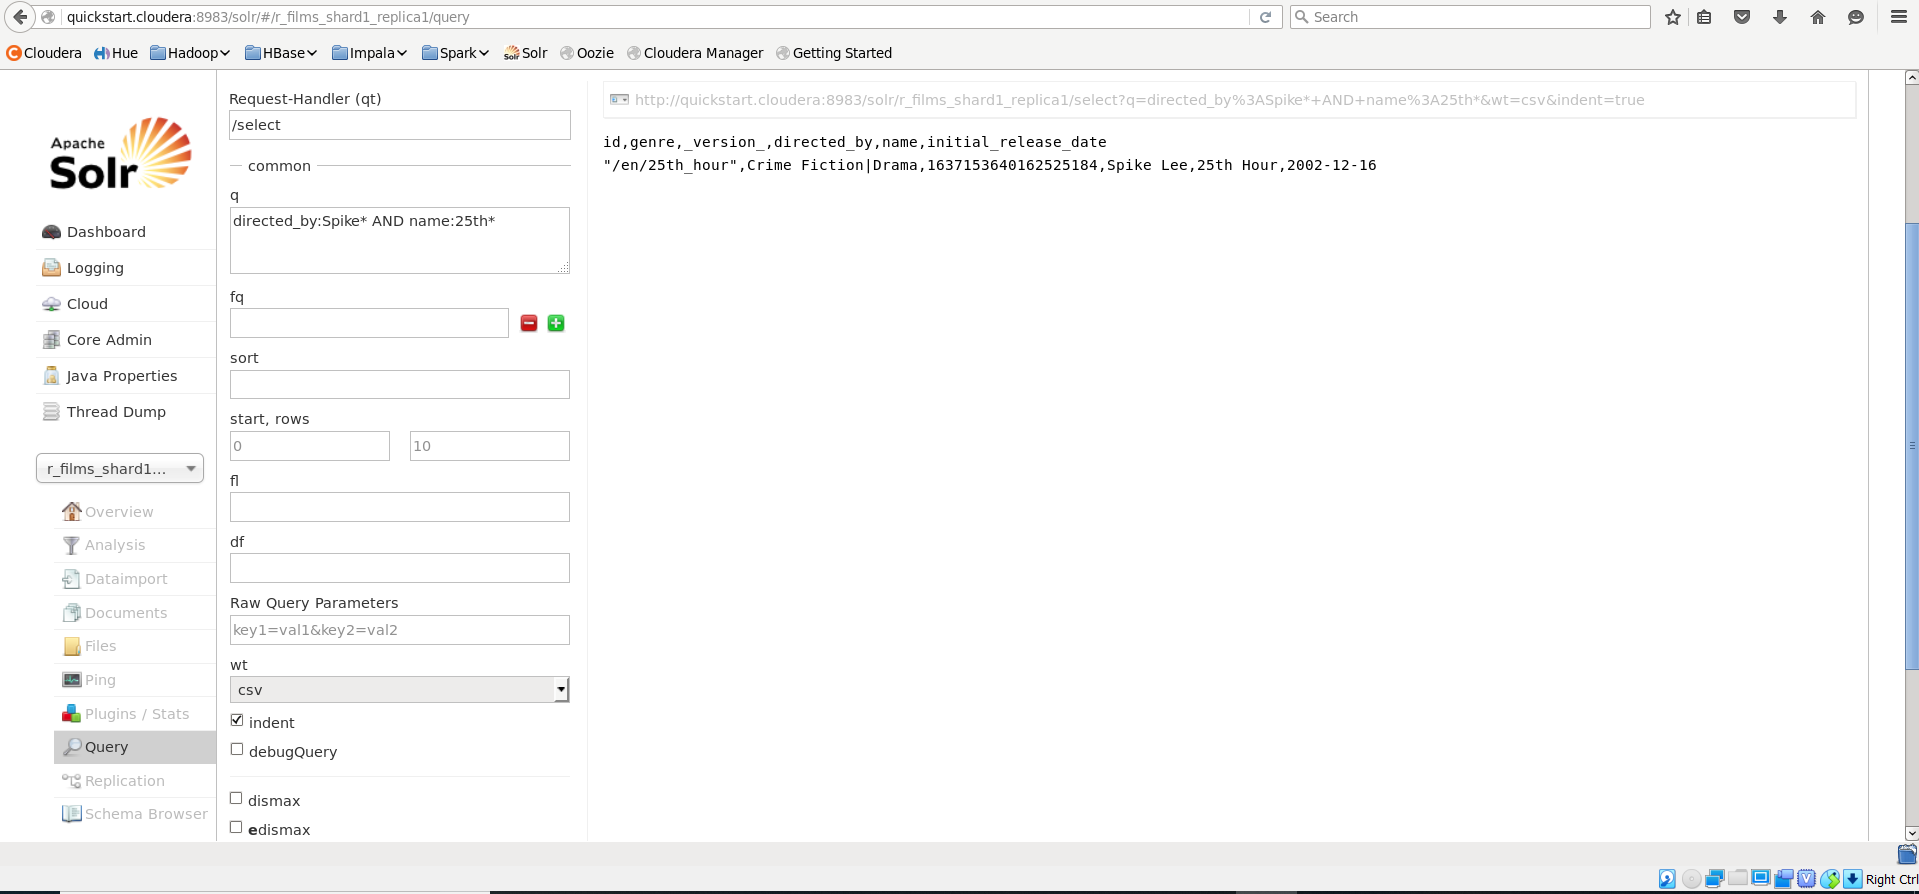 quickstart.cloudera:8983/solr/#/r_films_shard1_replica1/query
Search
Cloudera Hue Hadoop HBase Impala Spark Solr Solr Oozie Cloudera Manager Getting Started
Apache
Solr
Dashboard
Logging
Cloud
Core Admin
Java Properties
Thread Dump
r_films_shard1...
Overview
Analysis
Dataimport
Documents
Files
Ping
Plugins / Stats
Query
Replication
Schema Browser
Request-Handler (qt)
/select
common
q
directed_by:Spike* AND name:25th*
fq
sort
start, rows
0 10
fl
df
Raw Query Parameters
key1=val1&key2=val2
wt
csv
indent
debugQuery
dismax
edismax
http://quickstart.cloudera:8983/solr/r_films_shard1_replica1/select?q=directed_by%3ASpike*+AND+name%3A25th*&wt=csv&indent=true
id,genre,_version_,directed_by,name,initial_release_date
"/en/25th_hour",Crime Fiction|Drama,1637153640162525184,Spike Lee,25th Hour,2002-12-16
Right Ctrl